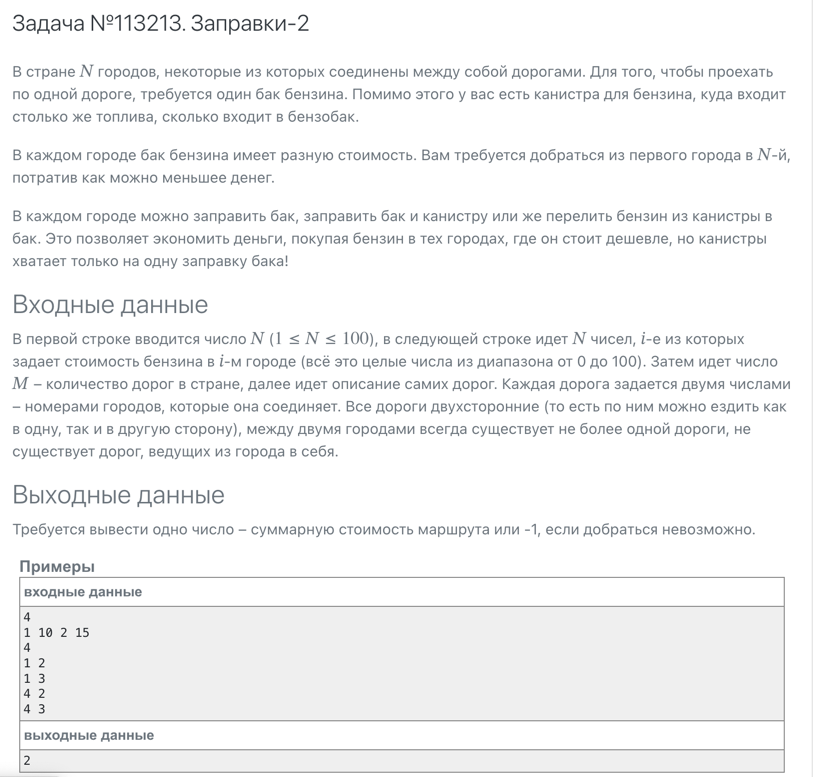 Задача №113213. Заправки-2
В стране N городов, некоторые из которых соединены между собой дорогами. Для того, чтобы проехать
по одной дороге, требуется один бак бензина. Помимо этого у вас есть канистра для бензина, куда входит
столько же топлива, сколько входит в бензобак.
В каждом городе бак бензина имеет разную стоимость. Вам требуется добраться из первого города в N-й,
потратив как можно меньшее денег.
В каждом городе можно заправить бак, заправить бак и канистру или же перелить бензин из канистры в
бак. Это позволяет экономить деньги, покупая бензин в тех городах, где он стоит дешевле, но канистры
хватает только на одну заправку бака!
Входные данные
В первой строке вводится число N (1 ≤ N ≤ 100), в следующей строке идет N чисел, i-е из которых
задает стоимость бензина в i-м городе (всё это целые числа из диапазона от 0 до 100). Затем идет число
M – количество дорог в стране, далее идет описание самих дорог. Каждая дорога задается двумя числами
– номерами городов, которые она соединяет. Все дороги двухсторонние (то есть по ним можно ездить как
в одну, так и в другую сторону), между двумя городами всегда существует не более одной дороги, не
существует дорог, ведущих из города в себя.
Выходные данные
Требуется вывести одно число – суммарную стоимость маршрута или -1, если добраться невозможно.
Примеры
входные данные
4
1 10 2 15
4
1 2
1 3
4 2
4 3
выходные данные
2